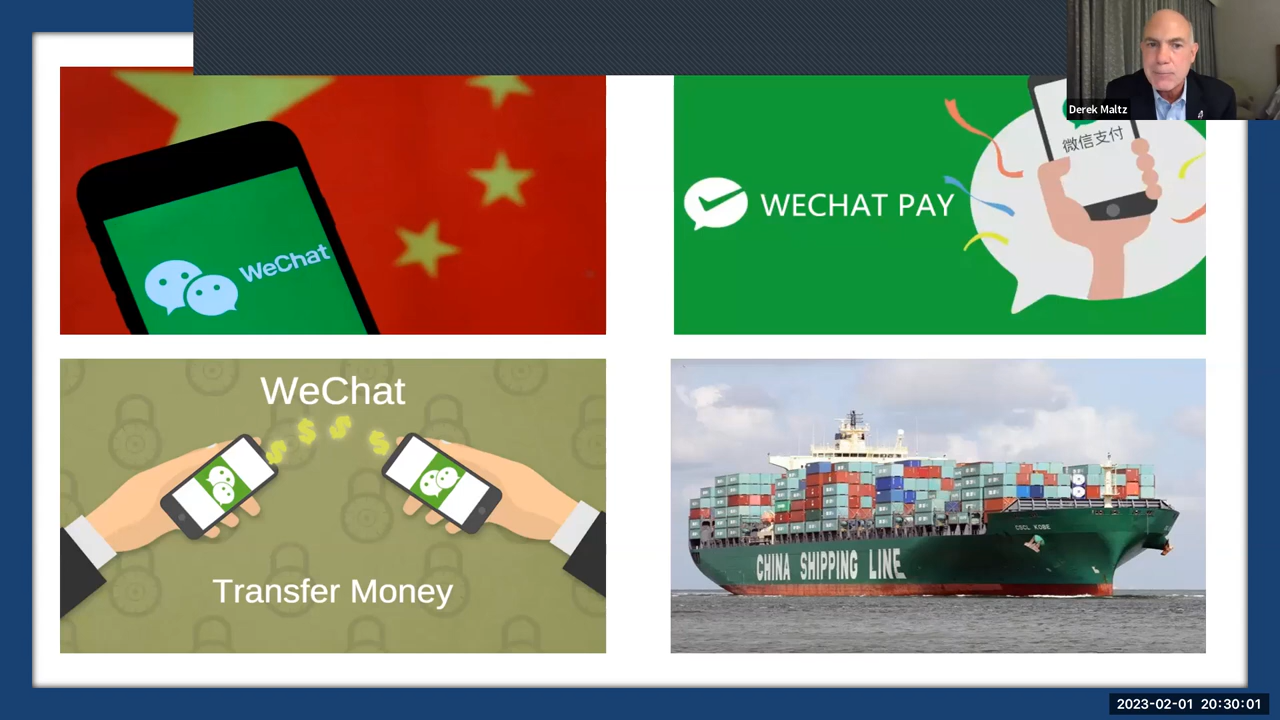 Derek Maltz
WeChat
WECHAT PAY
微信支付
WeChat
Transfer Money
CSCL KOBE
CHINA SHIPPING LINE
2023-02-01 20:30:01